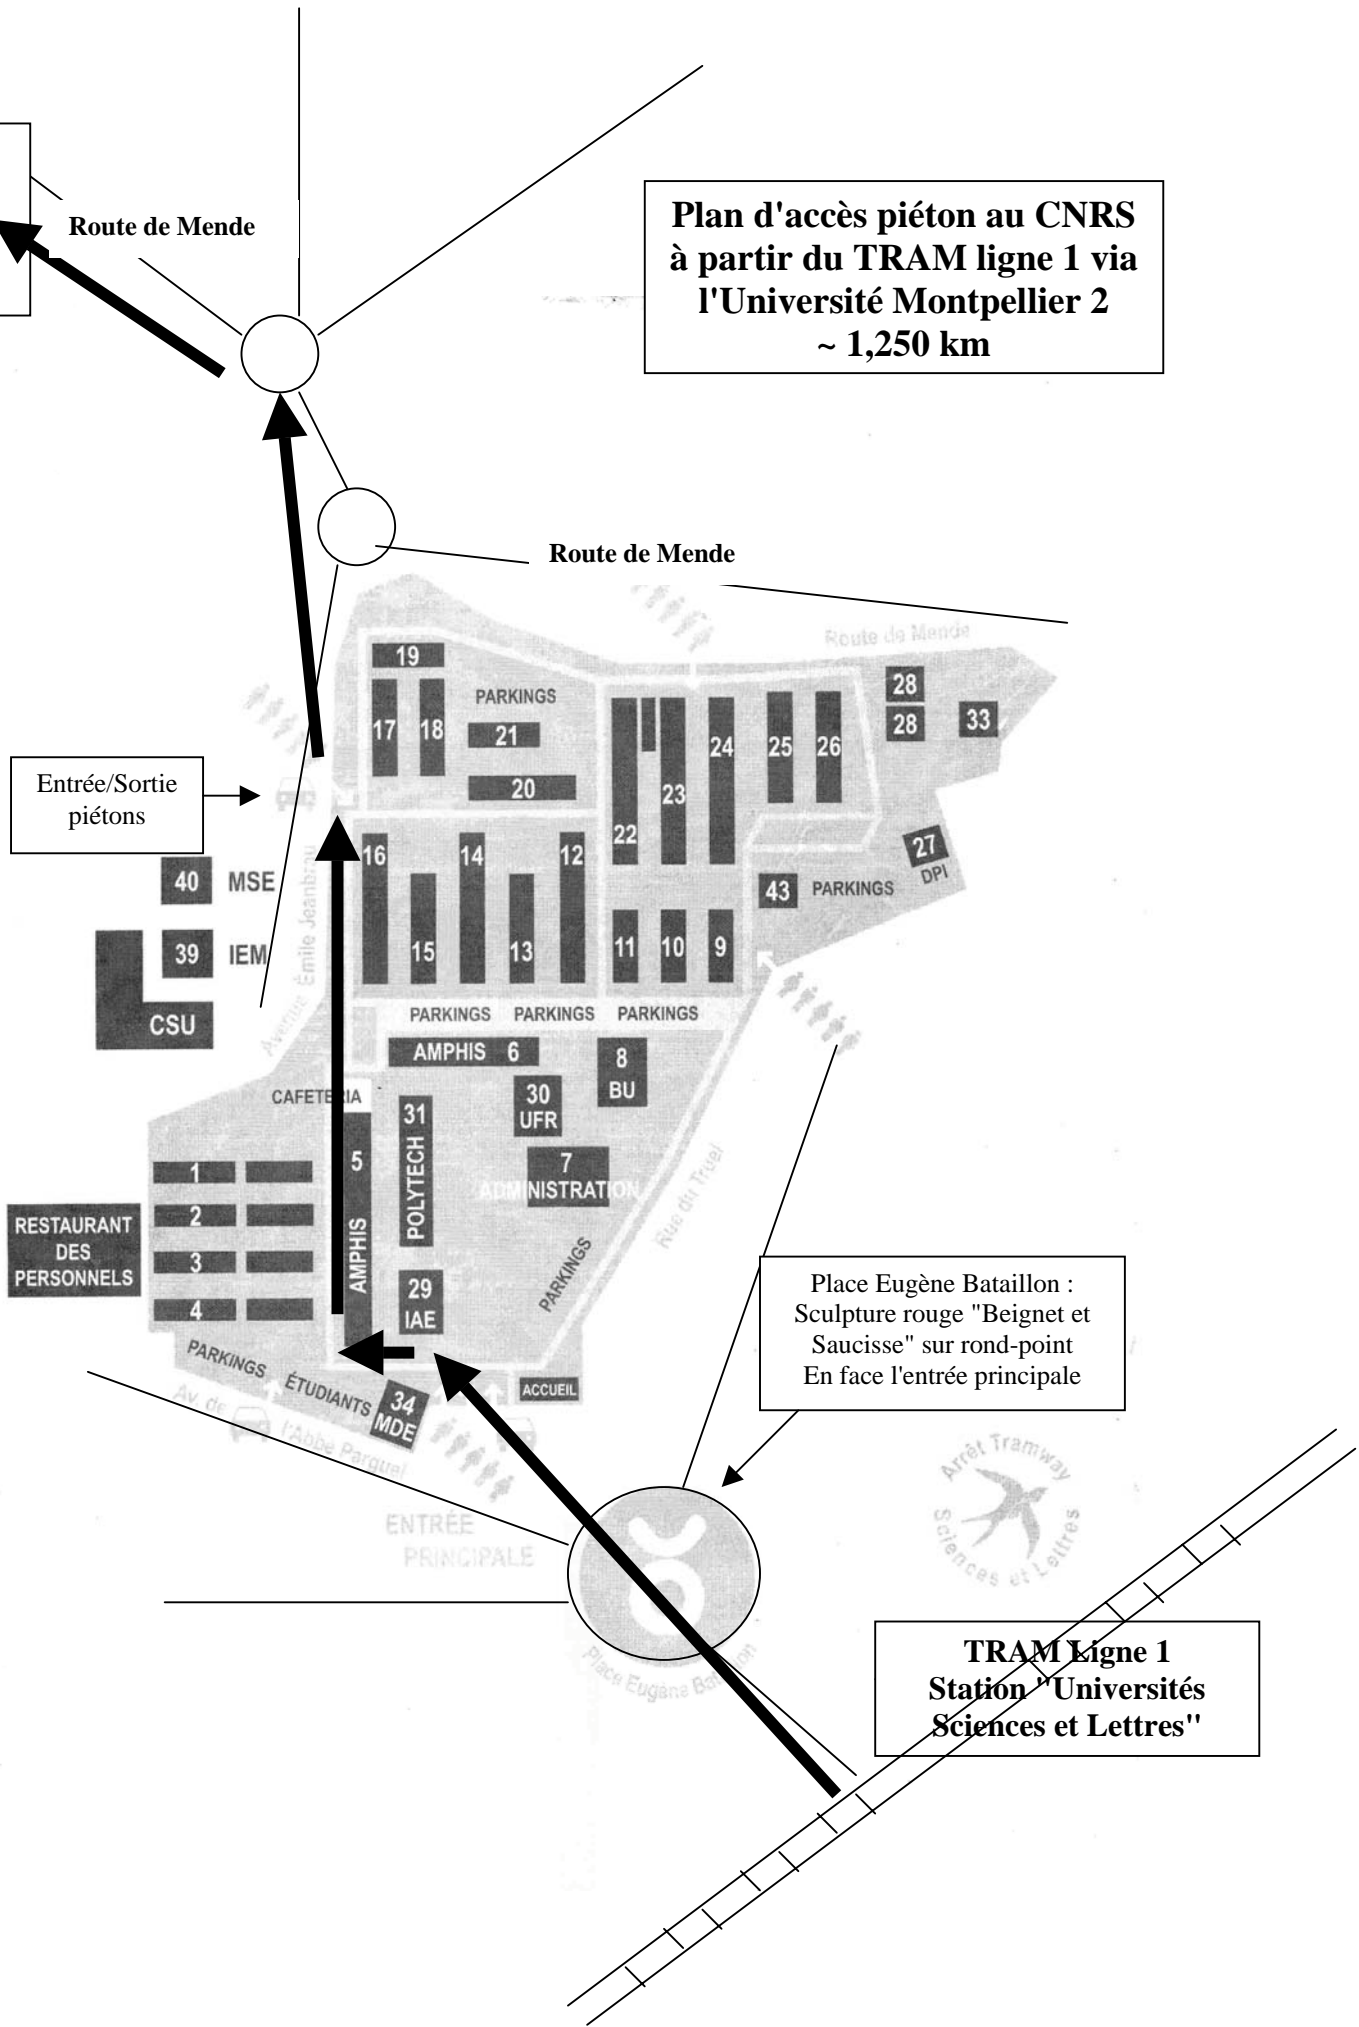 Route de Mende
Plan d'accès piéton au CNRS
à partir du TRAM ligne 1 via
l'Université Montpellier 2
~ 1,250 km
Route de Mende
Route de Mende
19
17
18
PARKINGS
21
20
22
23
24
25
26
28
28
33
Entrée/Sortie
piétons
16
14
12
15
13
11
10
9
27
DPI
43
PARKINGS
40
MSE
39
IEM
CSU
Avenue Émile Jeanbrau
PARKINGS
PARKINGS
PARKINGS
AMPHIS 6
8
BU
CAFETERIA
31
POLYTECH
30
UFR
5
AMPHIS
7
ADMINISTRATION
Rue du Truel
1
2
3
4
RESTAURANT
DES
PERSONNELS
29
IAE
PARKINGS
Place Eugène Bataillon :
Sculpture rouge "Beignet et
Saucisse" sur rond-point
En face l'entrée principale
PARKINGS
ÉTUDIANTS
34
MDE
ACCUEIL
Av. de
l'Abbé Parguel
ENTRÉE
PRINCIPALE
Arrêt Tramway
Sciences et Lettres
Place Eugène Bataillon
TRAM Ligne 1
Station "Universités
Sciences et Lettres"